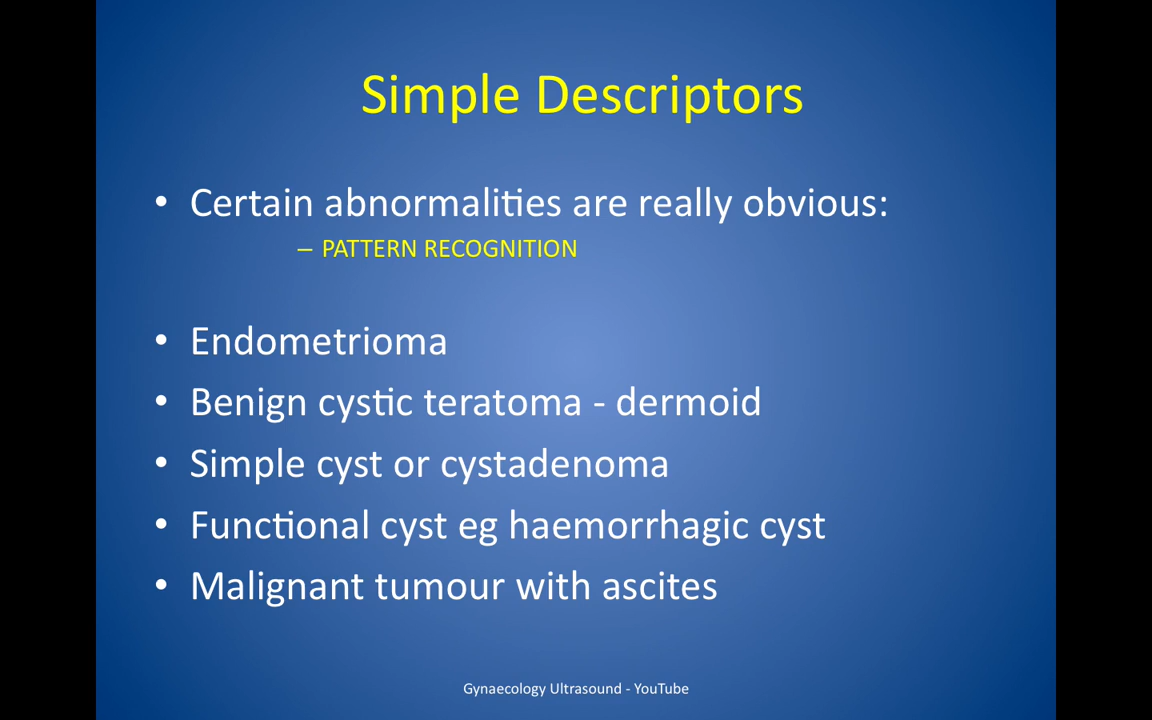 Simple Descriptors
• Certain abnormalities are really obvious:
– PATTERN RECOGNITION
• Endometrioma
• Benign cystic teratoma - dermoid
• Simple cyst or cystadenoma
• Functional cyst eg haemorrhagic cyst
• Malignant tumour with ascites
Gynaecology Ultrasound - YouTube